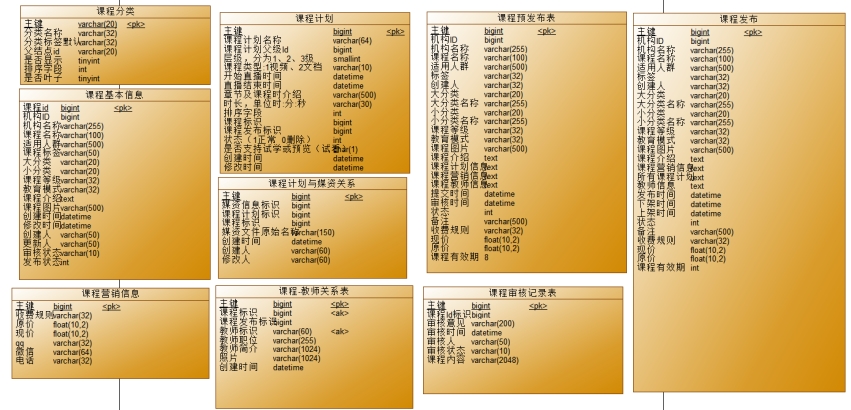 课程分类
主键 varchar(20) <pk>
分类名称 varchar(32)
分类标签默认 varchar(32)
父结点id varchar(20)
是否显示 tinyint
排序字段 int
是否叶子 tinyint
课程基本信息
课程id bigint <pk>
机构ID bigint
机构名称 varchar(255)
课程名称 varchar(100)
适用人群 varchar(500)
课程标签 varchar(50)
大分类 varchar(20)
小分类 varchar(20)
课程等级 varchar(32)
教育模式 varchar(32)
课程介绍 text
课程图片 varchar(500)
创建时间 datetime
修改时间 datetime
创建人 varchar(50)
更新人 varchar(50)
审核状态 varchar(10)
发布状态 int
课程营销信息
主键 bigint <pk>
收费规则 varchar(32)
原价 float(10,2)
现价 float(10,2)
qq varchar(32)
微信 varchar(64)
电话 varchar(32)
课程计划
主键 bigint <pk>
课程计划名称 varchar(64)
课程计划父级Id bigint
层级，分为1、2、3级 smallint
课程类型:1视频、2文档 varchar(10)
开始直播时间 datetime
直播结束时间 datetime
章节及课程时介绍 varchar(500)
时长，单位时:分:秒 varchar(30)
排序字段 int
课程标识 bigint
课程发布标识 bigint
状态（1正常 0删除） int
是否支持试学或预览（试看） char(1)
创建时间 datetime
修改时间 datetime
课程计划与媒资关系
主键 bigint <pk>
媒资信息标识 bigint
课程计划标识 bigint
课程标识 bigint
媒资文件原始名称 varchar(150)
创建时间 datetime
创建人 varchar(60)
修改人 varchar(60)
课程-教师关系表
主键 bigint <pk>
课程标识 bigint <ak>
课程发布标识 bigint
教师标识 varchar(60) <ak>
教师职位 varchar(255)
教师简介 varchar(1024)
照片 varchar(1024)
创建时间 datetime
课程预发布表
主键 bigint <pk>
机构ID bigint
机构名称 varchar(255)
课程名称 varchar(100)
适用人群 varchar(500)
标签 varchar(32)
创建人 varchar(32)
大分类 varchar(20)
大分类名称 varchar(255)
小分类 varchar(20)
小分类名称 varchar(255)
课程等级 varchar(32)
教育模式 varchar(32)
课程图片 varchar(500)
课程介绍 text
课程计划信息 text
课程营销信息 text
课程教师信息 text
提交时间 datetime
审核时间 datetime
状态 int
备注 varchar(500)
收费规则 varchar(32)
现价 float(10,2)
原价 float(10,2)
课程有效期 8
课程审核记录表
主键 bigint <pk>
课程Id标识 bigint
审核意见 varchar(200)
审核时间 datetime
审核人 varchar(50)
审核状态 varchar(10)
课程内容 varchar(2048)
课程发布
主键 bigint <pk>
机构ID bigint
机构名称 varchar(255)
课程名称 varchar(100)
适用人群 varchar(500)
标签 varchar(32)
创建人 varchar(32)
大分类 varchar(20)
大分类名称 varchar(255)
小分类 varchar(20)
小分类名称 varchar(255)
课程等级 varchar(32)
教育模式 varchar(32)
课程图片 varchar(500)
课程介绍 text
课程营销信息 text
所有课程计划 text
教师信息 text
发布时间 datetime
下架时间 datetime
上架时间 datetime
状态 int
备注 varchar(500)
收费规则 varchar(32)
现价 float(10,2)
原价 float(10,2)
课程有效期 int